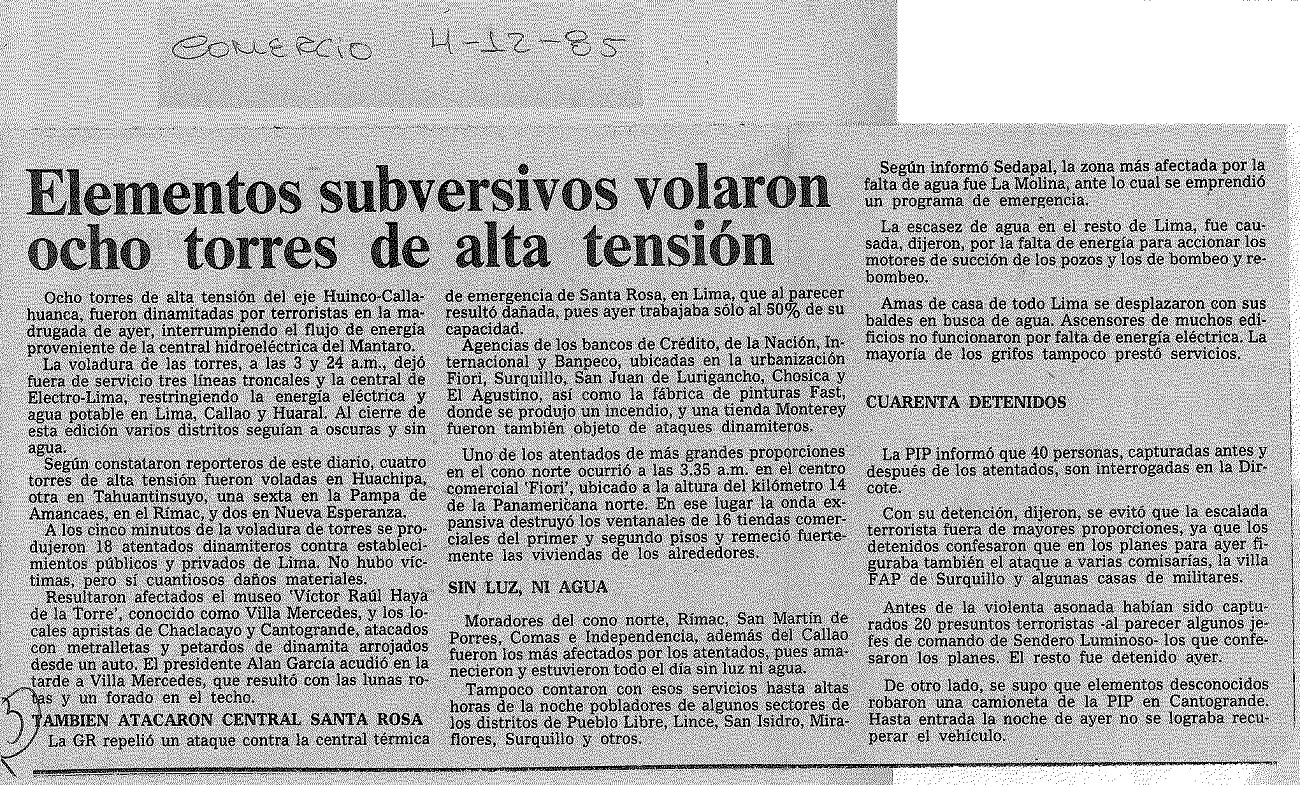 COMERCIO 4-12-85
Elementos subversivos volaron
ocho torres de alta tensión
Ocho torres de alta tensión del eje Huinco-Calla-
huanca, fueron dinamitadas por terroristas en la ma-
drugada de ayer, interrumpiendo el flujo de energía
proveniente de la central hidroeléctrica del Mantaro.
La voladura de las torres, a las 3 y 24 a.m., dejó
fuera de servicio tres líneas troncales y la central de
Electro-Lima, restringiendo la energía eléctrica y
agua potable en Lima, Callao y Huaral. Al cierre de
esta edición varios distritos seguían a oscuras y sin
agua.
Según constataron reporteros de este diario, cuatro
torres de alta tensión fueron voladas en Huachipa,
otra en Tahuantinsuyo, una sexta en la Pampa de
Amancaes, en el Rímac, y dos en Nueva Esperanza.
A los cinco minutos de la voladura de torres se pro-
dujeron 18 atentados dinamiteros contra estableci-
mientos públicos y privados de Lima. No hubo víc-
timas, pero sí cuantiosos daños materiales.
Resultaron afectados el museo 'Víctor Raúl Haya
de la Torre', conocido como Villa Mercedes, y los lo-
cales apristas de Chaclacayo y Cantogrande, atacados
con metralletas y petardos de dinamita arrojados
desde un auto. El presidente Alan García acudió en la
tarde a Villa Mercedes, que resultó con las lunas ro-
tas y un forado en el techo.
TAMBIEN ATACARON CENTRAL SANTA ROSA
La GR repelió un ataque contra la central térmica
de emergencia de Santa Rosa, en Lima, que al parecer
resultó dañada, pues ayer trabajaba sólo al 50% de su
capacidad.
Agencias de los bancos de Crédito, de la Nación, In-
ternacional y Banpeco, ubicadas en la urbanización
Fiori, Surquillo, San Juan de Lurigancho, Chosica y
El Agustino, así como la fábrica de pinturas Fast,
donde se produjo un incendio, y una tienda Monterey
fueron también objeto de ataques dinamiteros.
Uno de los atentados de más grandes proporciones
en el cono norte ocurrió a las 3.35 a.m. en el centro
comercial 'Fiori', ubicado a la altura del kilómetro 14
de la Panamericana norte. En ese lugar la onda ex-
pansiva destruyó los ventanales de 16 tiendas comer-
ciales del primer y segundo pisos y remeció fuerte-
mente las viviendas de los alrededores.
SIN LUZ, NI AGUA
Moradores del cono norte, Rímac, San Martín de
Porres, Comas e Independencia, además del Callao
fueron los más afectados por los atentados, pues ama-
necieron y estuvieron todo el día sin luz ni agua.
Tampoco contaron con esos servicios hasta altas
horas de la noche pobladores de algunos sectores de
los distritos de Pueblo Libre, Lince, San Isidro, Mira-
flores, Surquillo y otros.
Según informó Sedapal, la zona más afectada por la
falta de agua fue La Molina, ante lo cual se emprendió
un programa de emergencia.
La escasez de agua en el resto de Lima, fue cau-
sada, dijeron, por la falta de energía para accionar los
motores de succión de los pozos y los de bombeo y re-
bombeo.
Amas de casa de todo Lima se desplazaron con sus
baldes en busca de agua. Ascensores de muchos edi-
ficios no funcionaron por falta de energía eléctrica. La
mayoría de los grifos tampoco prestó servicios.
CUARENTA DETENIDOS
La PIP informó que 40 personas, capturadas antes y
después de los atentados, son interrogadas en la Dir-
cote.
Con su detención, dijeron, se evitó que la escalada
terrorista fuera de mayores proporciones, ya que los
detenidos confesaron que en los planes para ayer fi-
guraba también el ataque a varias comisarías, la villa
FAP de Surquillo y algunas casas de militares.
Antes de la violenta asonada habían sido captu-
rados 20 presuntos terroristas -al parecer algunos je-
fes de comando de Sendero Luminoso- los que confe-
saron los planes. El resto fue detenido ayer.
De otro lado, se supo que elementos desconocidos
robaron una camioneta de la PIP en Cantogrande.
Hasta entrada la noche de ayer no se lograba recu-
perar el vehículo.